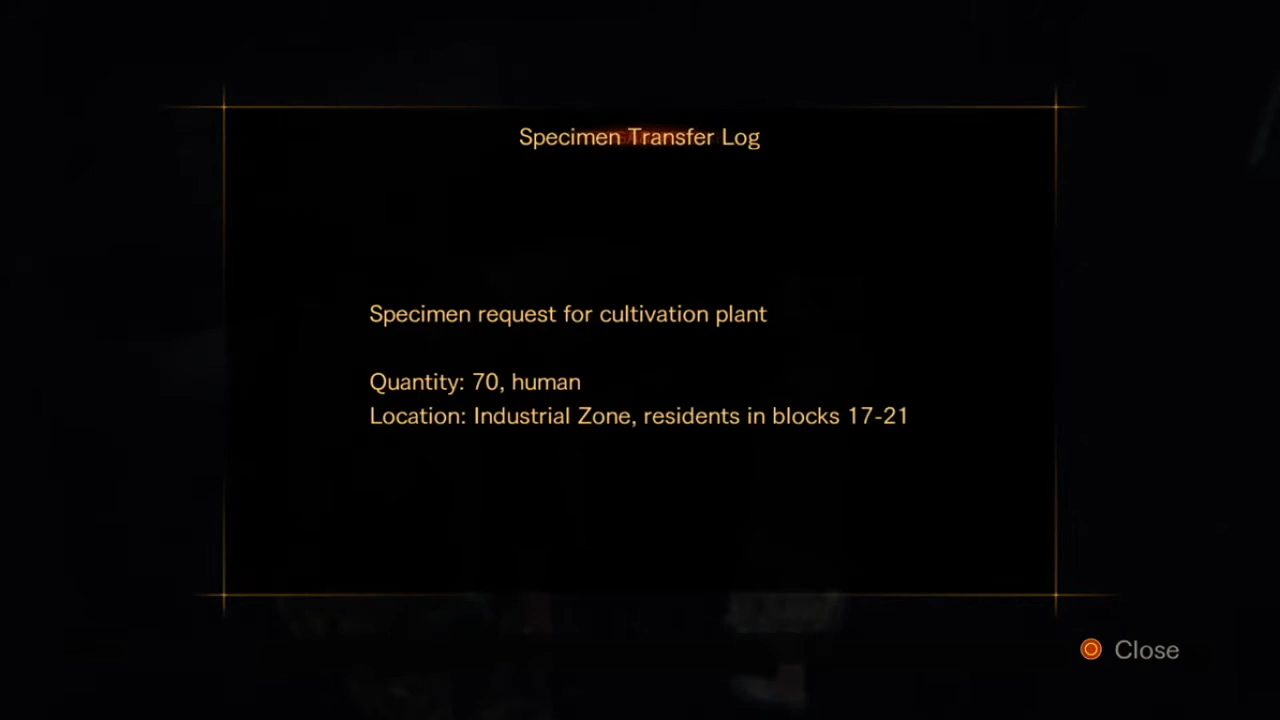 Specimen Transfer Log
Specimen request for cultivation plant
Quantity: 70, human
Location: Industrial Zone, residents in blocks 17-21
Close